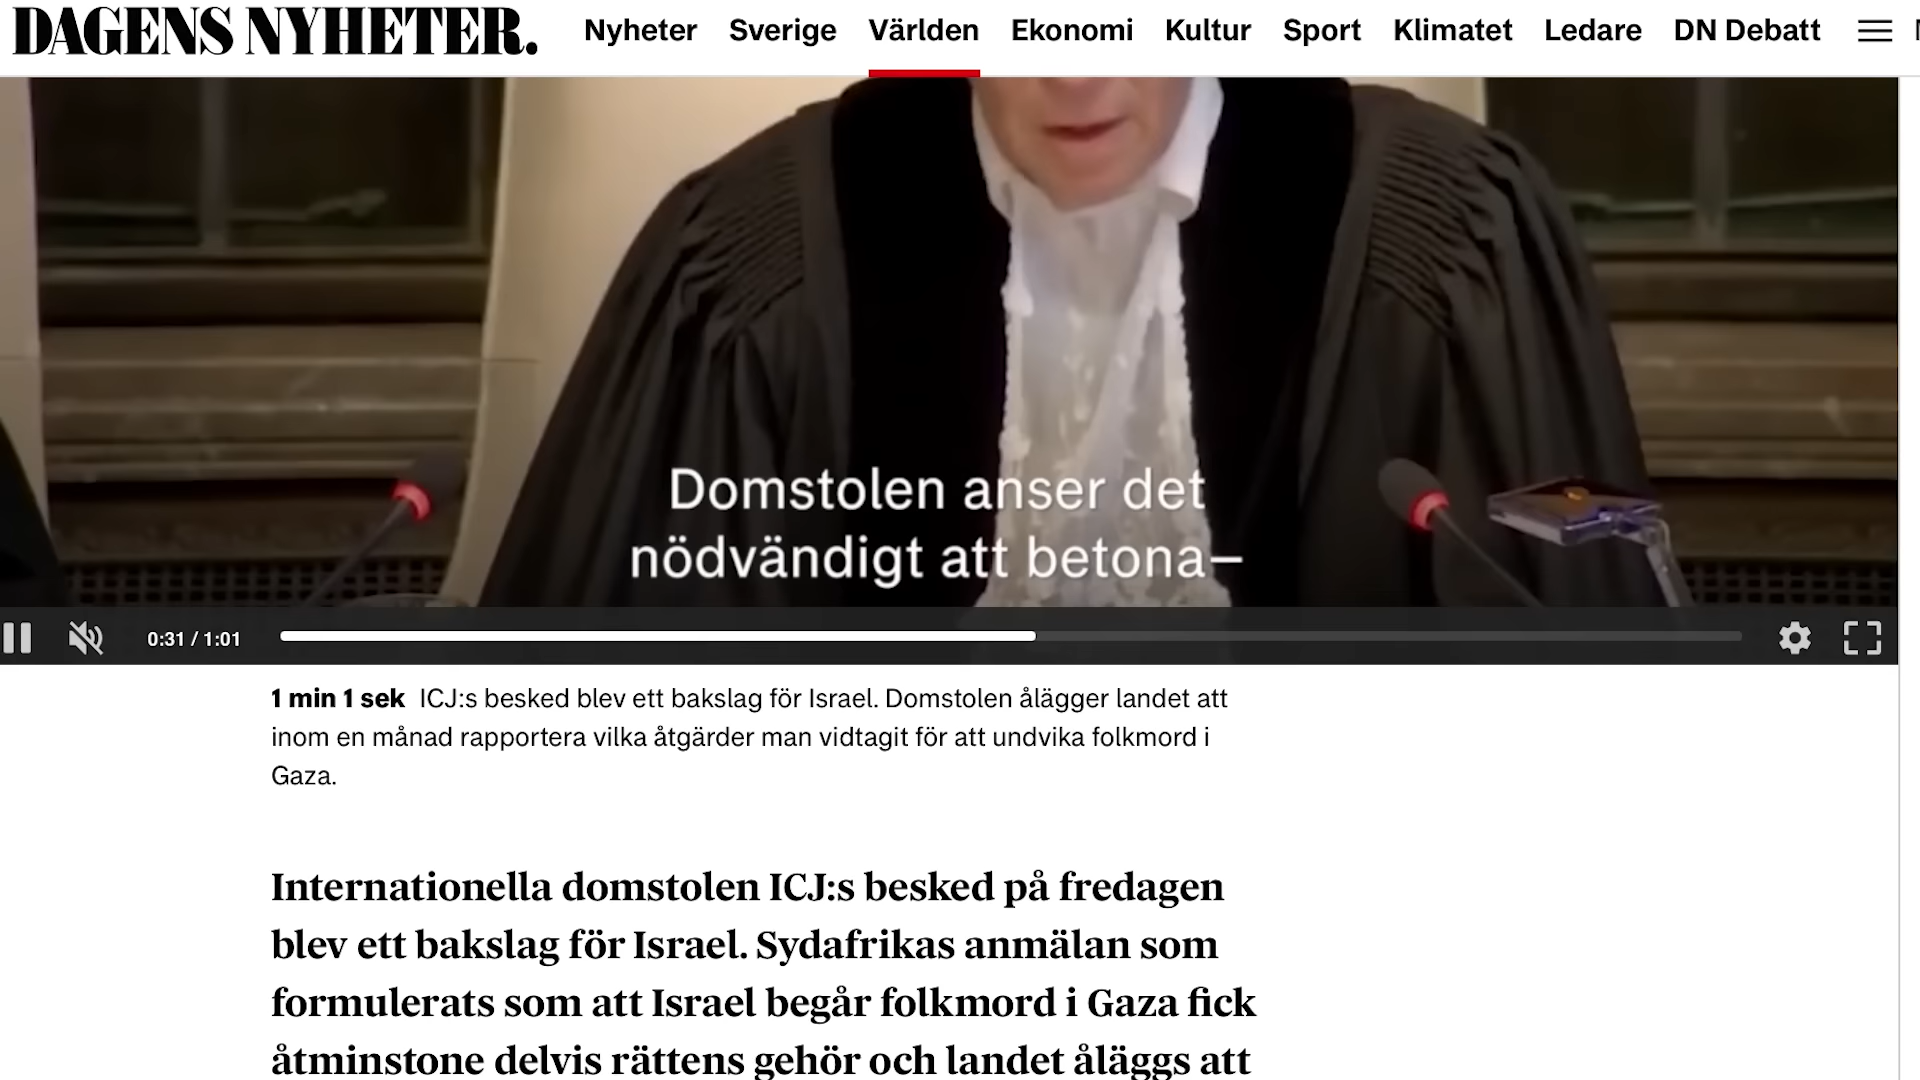 DAGENS NYHETER.
Nyheter Sverige Världen Ekonomi Kultur Sport Klimatet Ledare DN Debatt
Domstolen anser det
nödvändigt att betona–
0:31 / 1:01
1 min 1 sek ICJ:s besked blev ett bakslag för Israel. Domstolen ålägger landet att
inom en månad rapportera vilka åtgärder man vidtagit för att undvika folkmord i
Gaza.
Internationella domstolen ICJ:s besked på fredagen
blev ett bakslag för Israel. Sydafrikas anmälan som
formulerats som att Israel begår folkmord i Gaza fick
åtminstone delvis rättens gehör och landet åläggs att